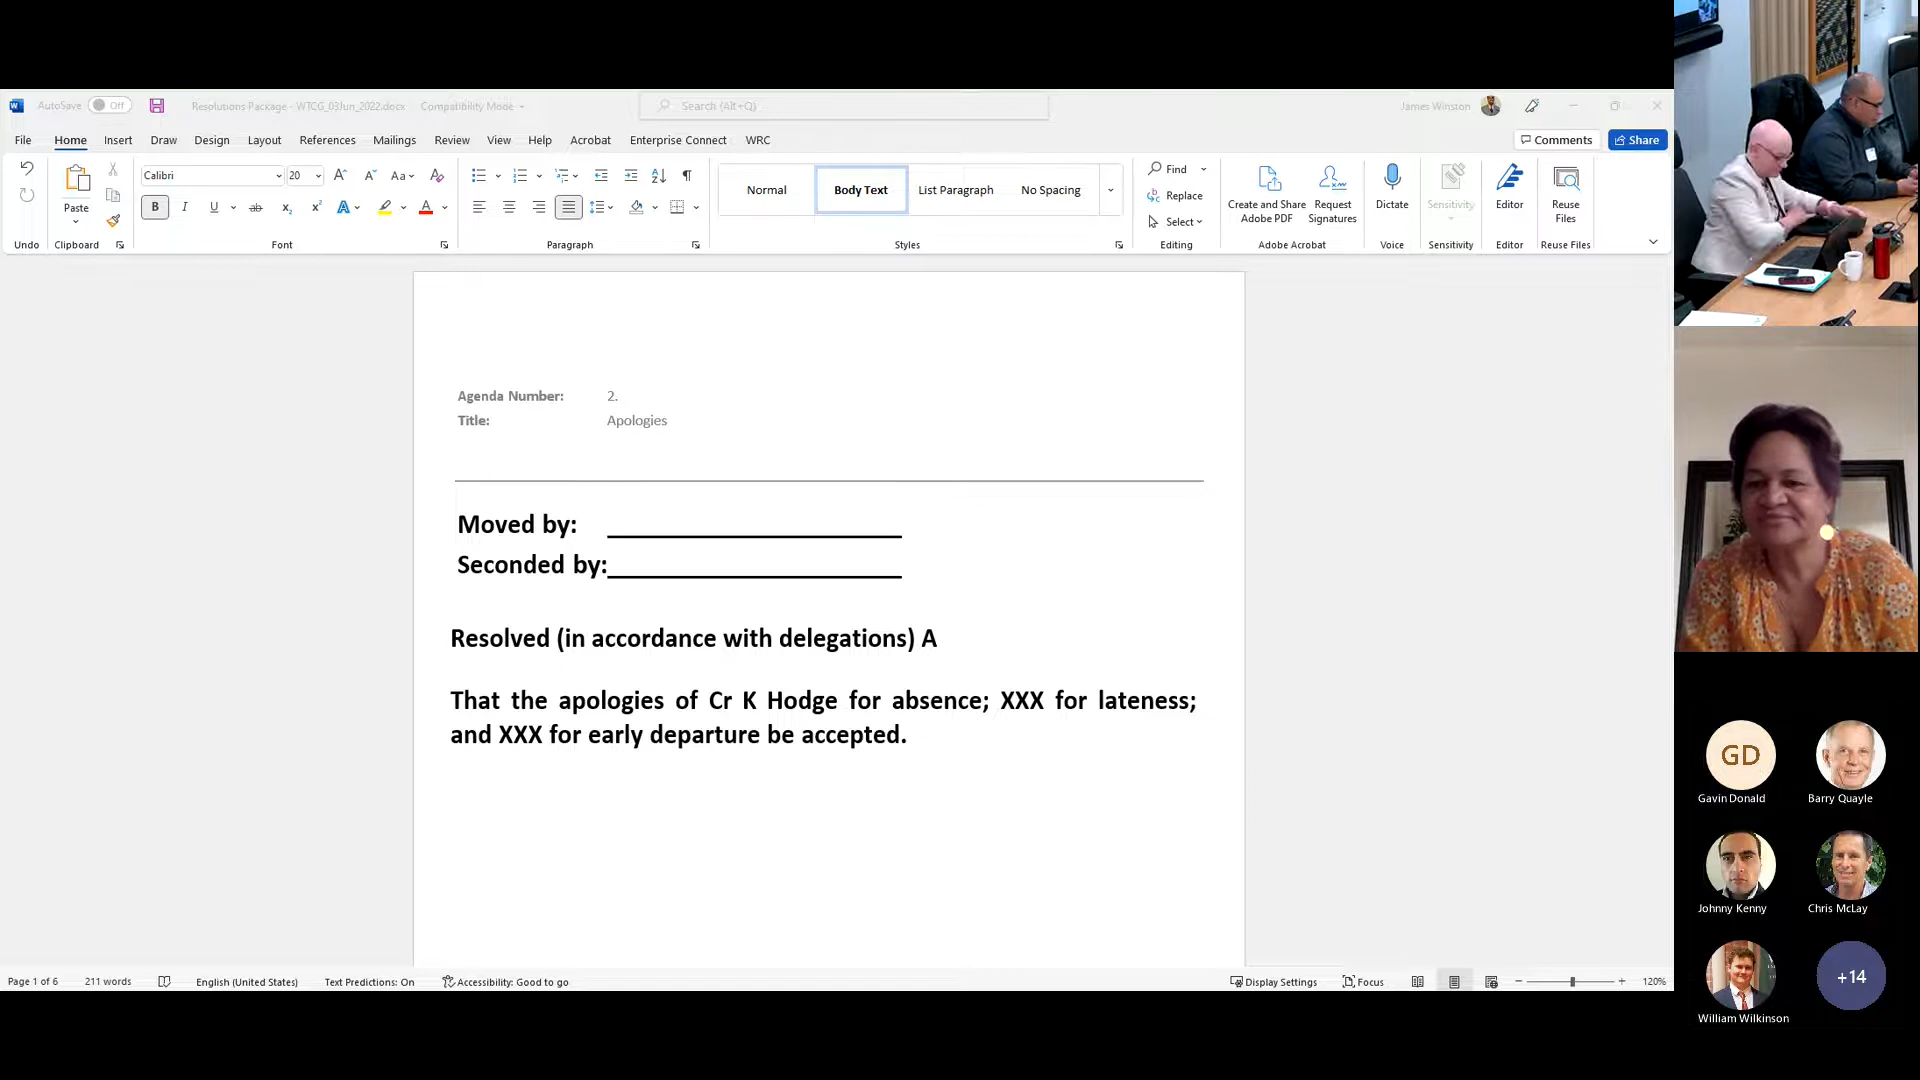 AutoSave Off Resolutions Package - WTCG_03Jun_2022.docx Compatibility Mode Search (Alt+Q) James Winston
File Home Insert Draw Design Layout References Mailings Review View Help Acrobat Enterprise Connect WRC Comments Share
Calibri 20 A A Aa A
Paste
B I U ab x₂ x² A A
Normal Body Text List Paragraph No Spacing
Find
Replace
Select
Create and Share Adobe PDF
Request Signatures
Dictate
Sensitivity
Editor
Reuse Files
Undo Clipboard Font Paragraph Styles Editing Adobe Acrobat Voice Sensitivity Editor Reuse Files
Agenda Number: 2.
Title: Apologies
Moved by:
Seconded by:
Resolved (in accordance with delegations) A
That the apologies of Cr K Hodge for absence; XXX for lateness;
and XXX for early departure be accepted.
Page 1 of 6 211 words English (United States) Text Predictions: On Accessibility: Good to go Display Settings Focus 120%
GD
Gavin Donald Barry Quayle
Johnny Kenny Chris McLay
+14
William Wilkinson